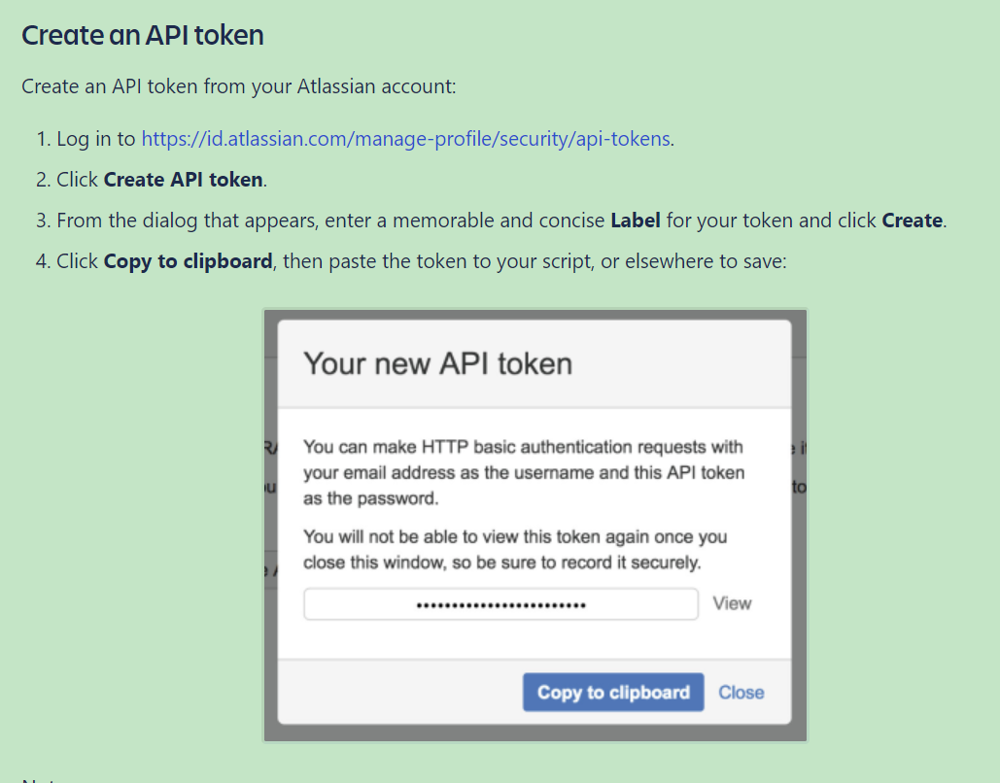 Create an API token
Create an API token from your Atlassian account:
1. Log in to https://id.atlassian.com/manage-profile/security/api-tokens.
2. Click Create API token.
3. From the dialog that appears, enter a memorable and concise Label for your token and click Create.
4. Click Copy to clipboard, then paste the token to your script, or elsewhere to save:
Your new API token
You can make HTTP basic authentication requests with
your email address as the username and this API token
as the password.
You will not be able to view this token again once you
close this window, so be sure to record it securely.
••••••••••••••••••••••••
View
Copy to clipboard
Close